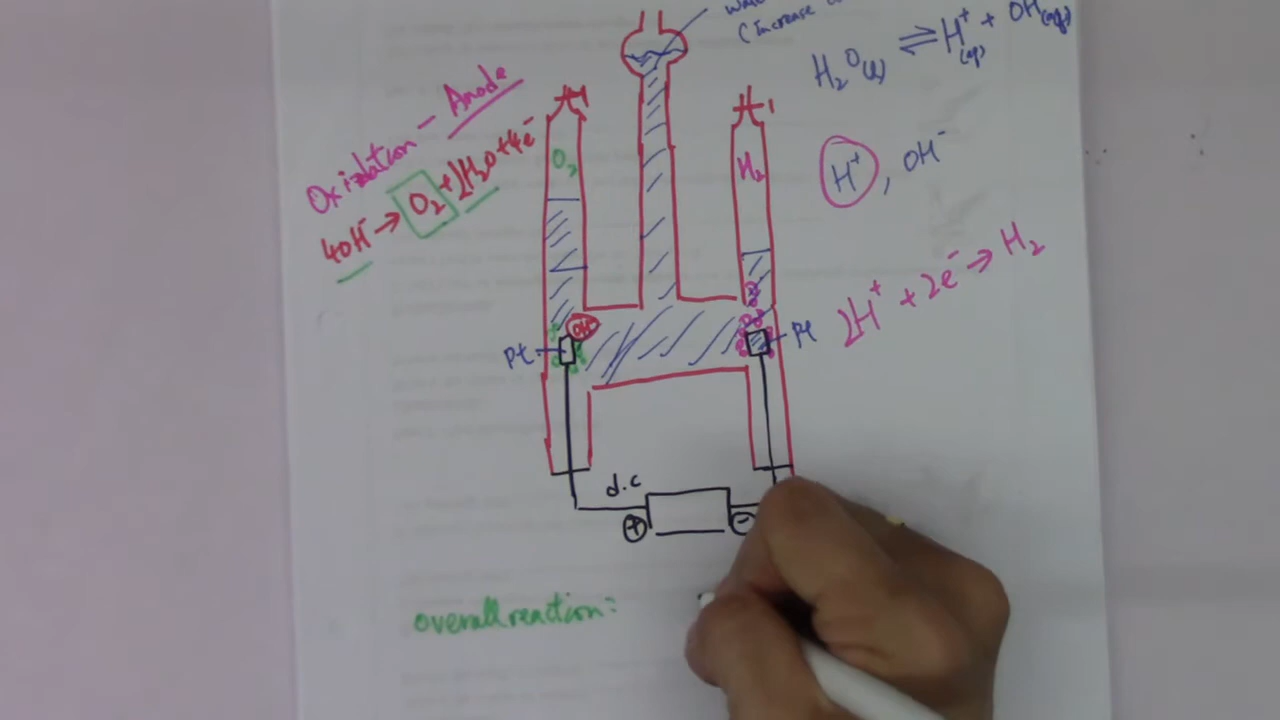 (Increase
H₂O(l) ⇌ H⁺(aq) + OH(aq)
Oxidation - Anode
4OH⁻ → O₂ + 2H₂O + 4e⁻
O₂
H₂
H⁺, OH⁻
2H⁺ + 2e⁻ → H₂
OH⁻
Pt
Pt
d.c
+
-
overall reaction: